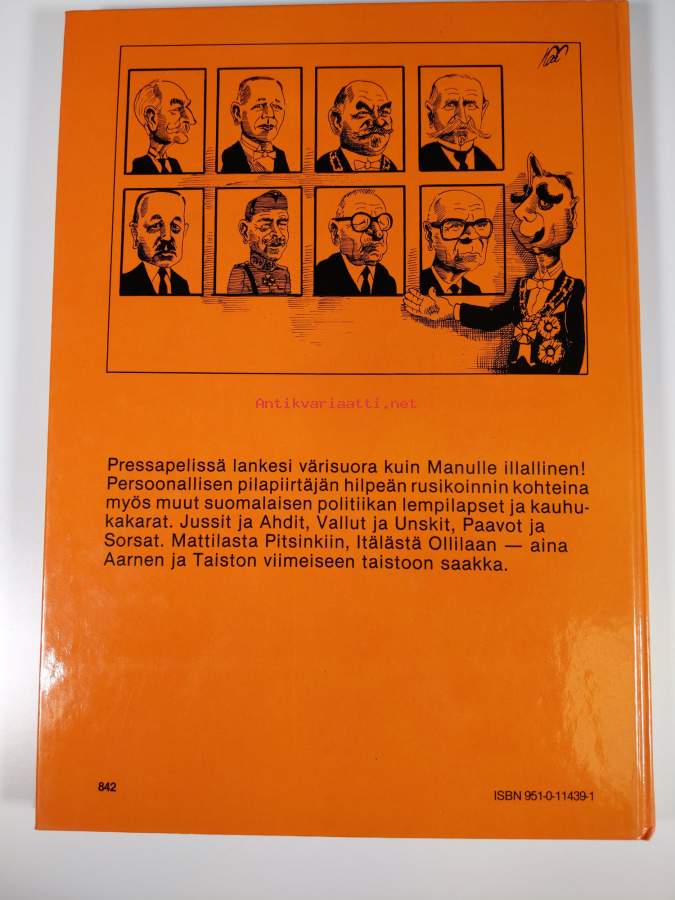 Antikvariaatti.net
Pressapelissä lankesi värisuora kuin Manulle illallinen!
Persoonallisen pilapiirtäjän hilpeän rusikoinnin kohteina
myös muut suomalaisen politiikan lempilapset ja kauhu-
kakarat. Jussit ja Ahdit, Vallut ja Unskit, Paavot ja
Sorsat. Mattilasta Pitsinkiin, Itälästä Ollilaan — aina
Aarnen ja Taiston viimeiseen taistoon saakka.
842
ISBN 951-0-11439-1